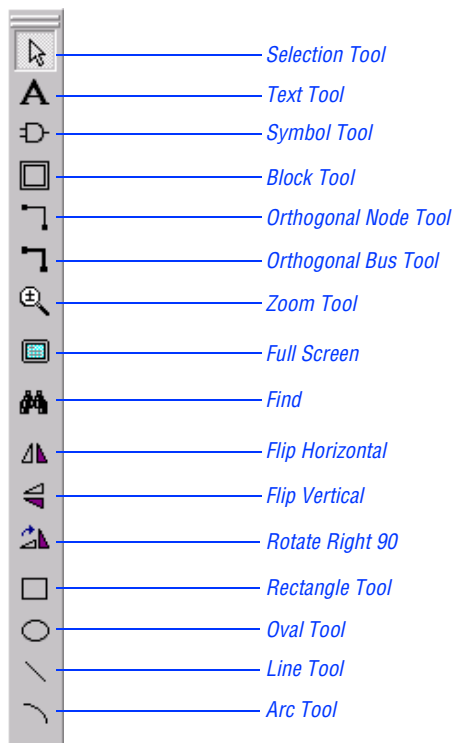 Selection Tool
Text Tool
Symbol Tool
Block Tool
Orthogonal Node Tool
Orthogonal Bus Tool
Zoom Tool
Full Screen
Find
Flip Horizontal
Flip Vertical
Rotate Right 90
Rectangle Tool
Oval Tool
Line Tool
Arc Tool